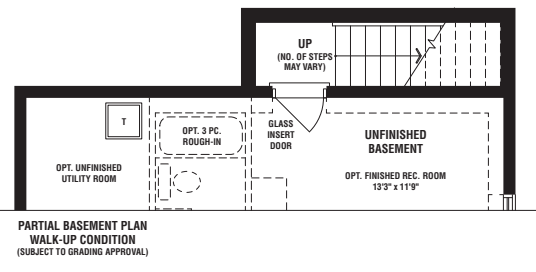 UP
(NO. OF STEPS
MAY VARY)
T
OPT. 3 PC.
ROUGH-IN
GLASS
INSERT
DOOR
UNFINISHED
BASEMENT
OPT. UNFINISHED
UTILITY ROOM
OPT. FINISHED REC. ROOM
13'3" x 11'9"
PARTIAL BASEMENT PLAN
WALK-UP CONDITION
(SUBJECT TO GRADING APPROVAL)